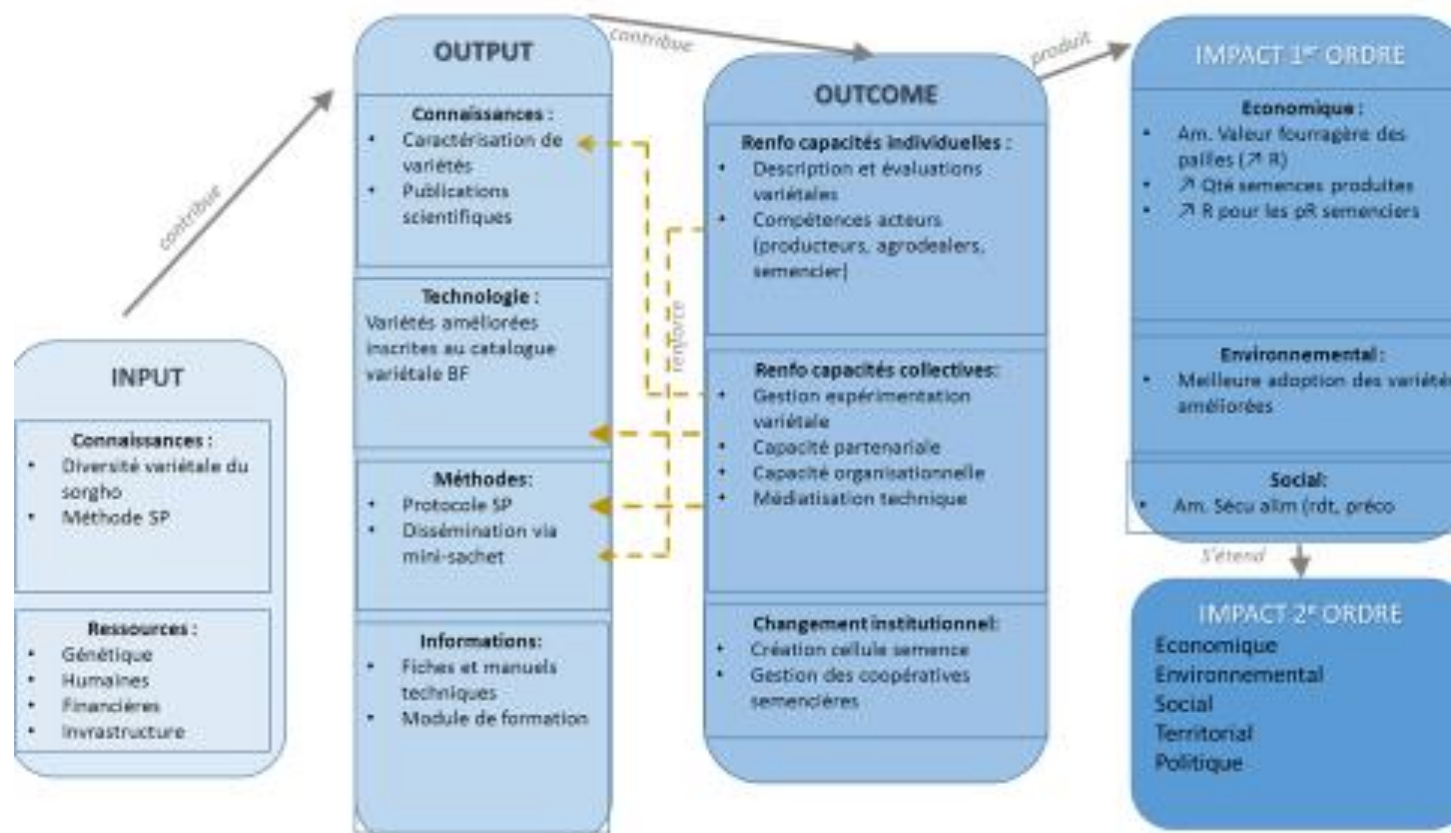 contribue
INPUT
Connaissances :
• Diversité variétale du
sorgho
• Méthode SP
Ressources :
• Génétique
• Humaines
• Financières
• Invrastructure
OUTPUT
Connaissances :
• Caractérisation de
variétés
• Publications
scientifiques
Technologie :
Variétés améliorées
inscrites au catalogue
variétale BF
Méthodes:
• Protocole SP
• Dissémination via
mini-sachet
Informations:
• Fiches et manuels
techniques
• Module de formation
contribue
renforce
OUTCOME
Renfo capacités individuelles :
• Description et évaluations
variétales
• Compétences acteurs
(producteurs, agrodealers,
semencier)
Renfo capacités collectives:
• Gestion expérimentation
variétale
• Capacité partenariale
• Capacité organisationnelle
• Médiatisation technique
Changement institutionnel:
• Création cellule semence
• Gestion des coopératives
semencières
produit
IMPACT 1er ORDRE
Economique :
• Am. Valeur fourragère des
pailles (↗ R)
• ↗ Qté semences produites
• ↗ R pour les pR semenciers
Environnemental :
• Meilleure adoption des variétés
améliorées
Social:
• Am. Sécu alim (rdt, préco
S'étend
IMPACT 2e ORDRE
Economique
Environnemental
Social
Territorial
Politique